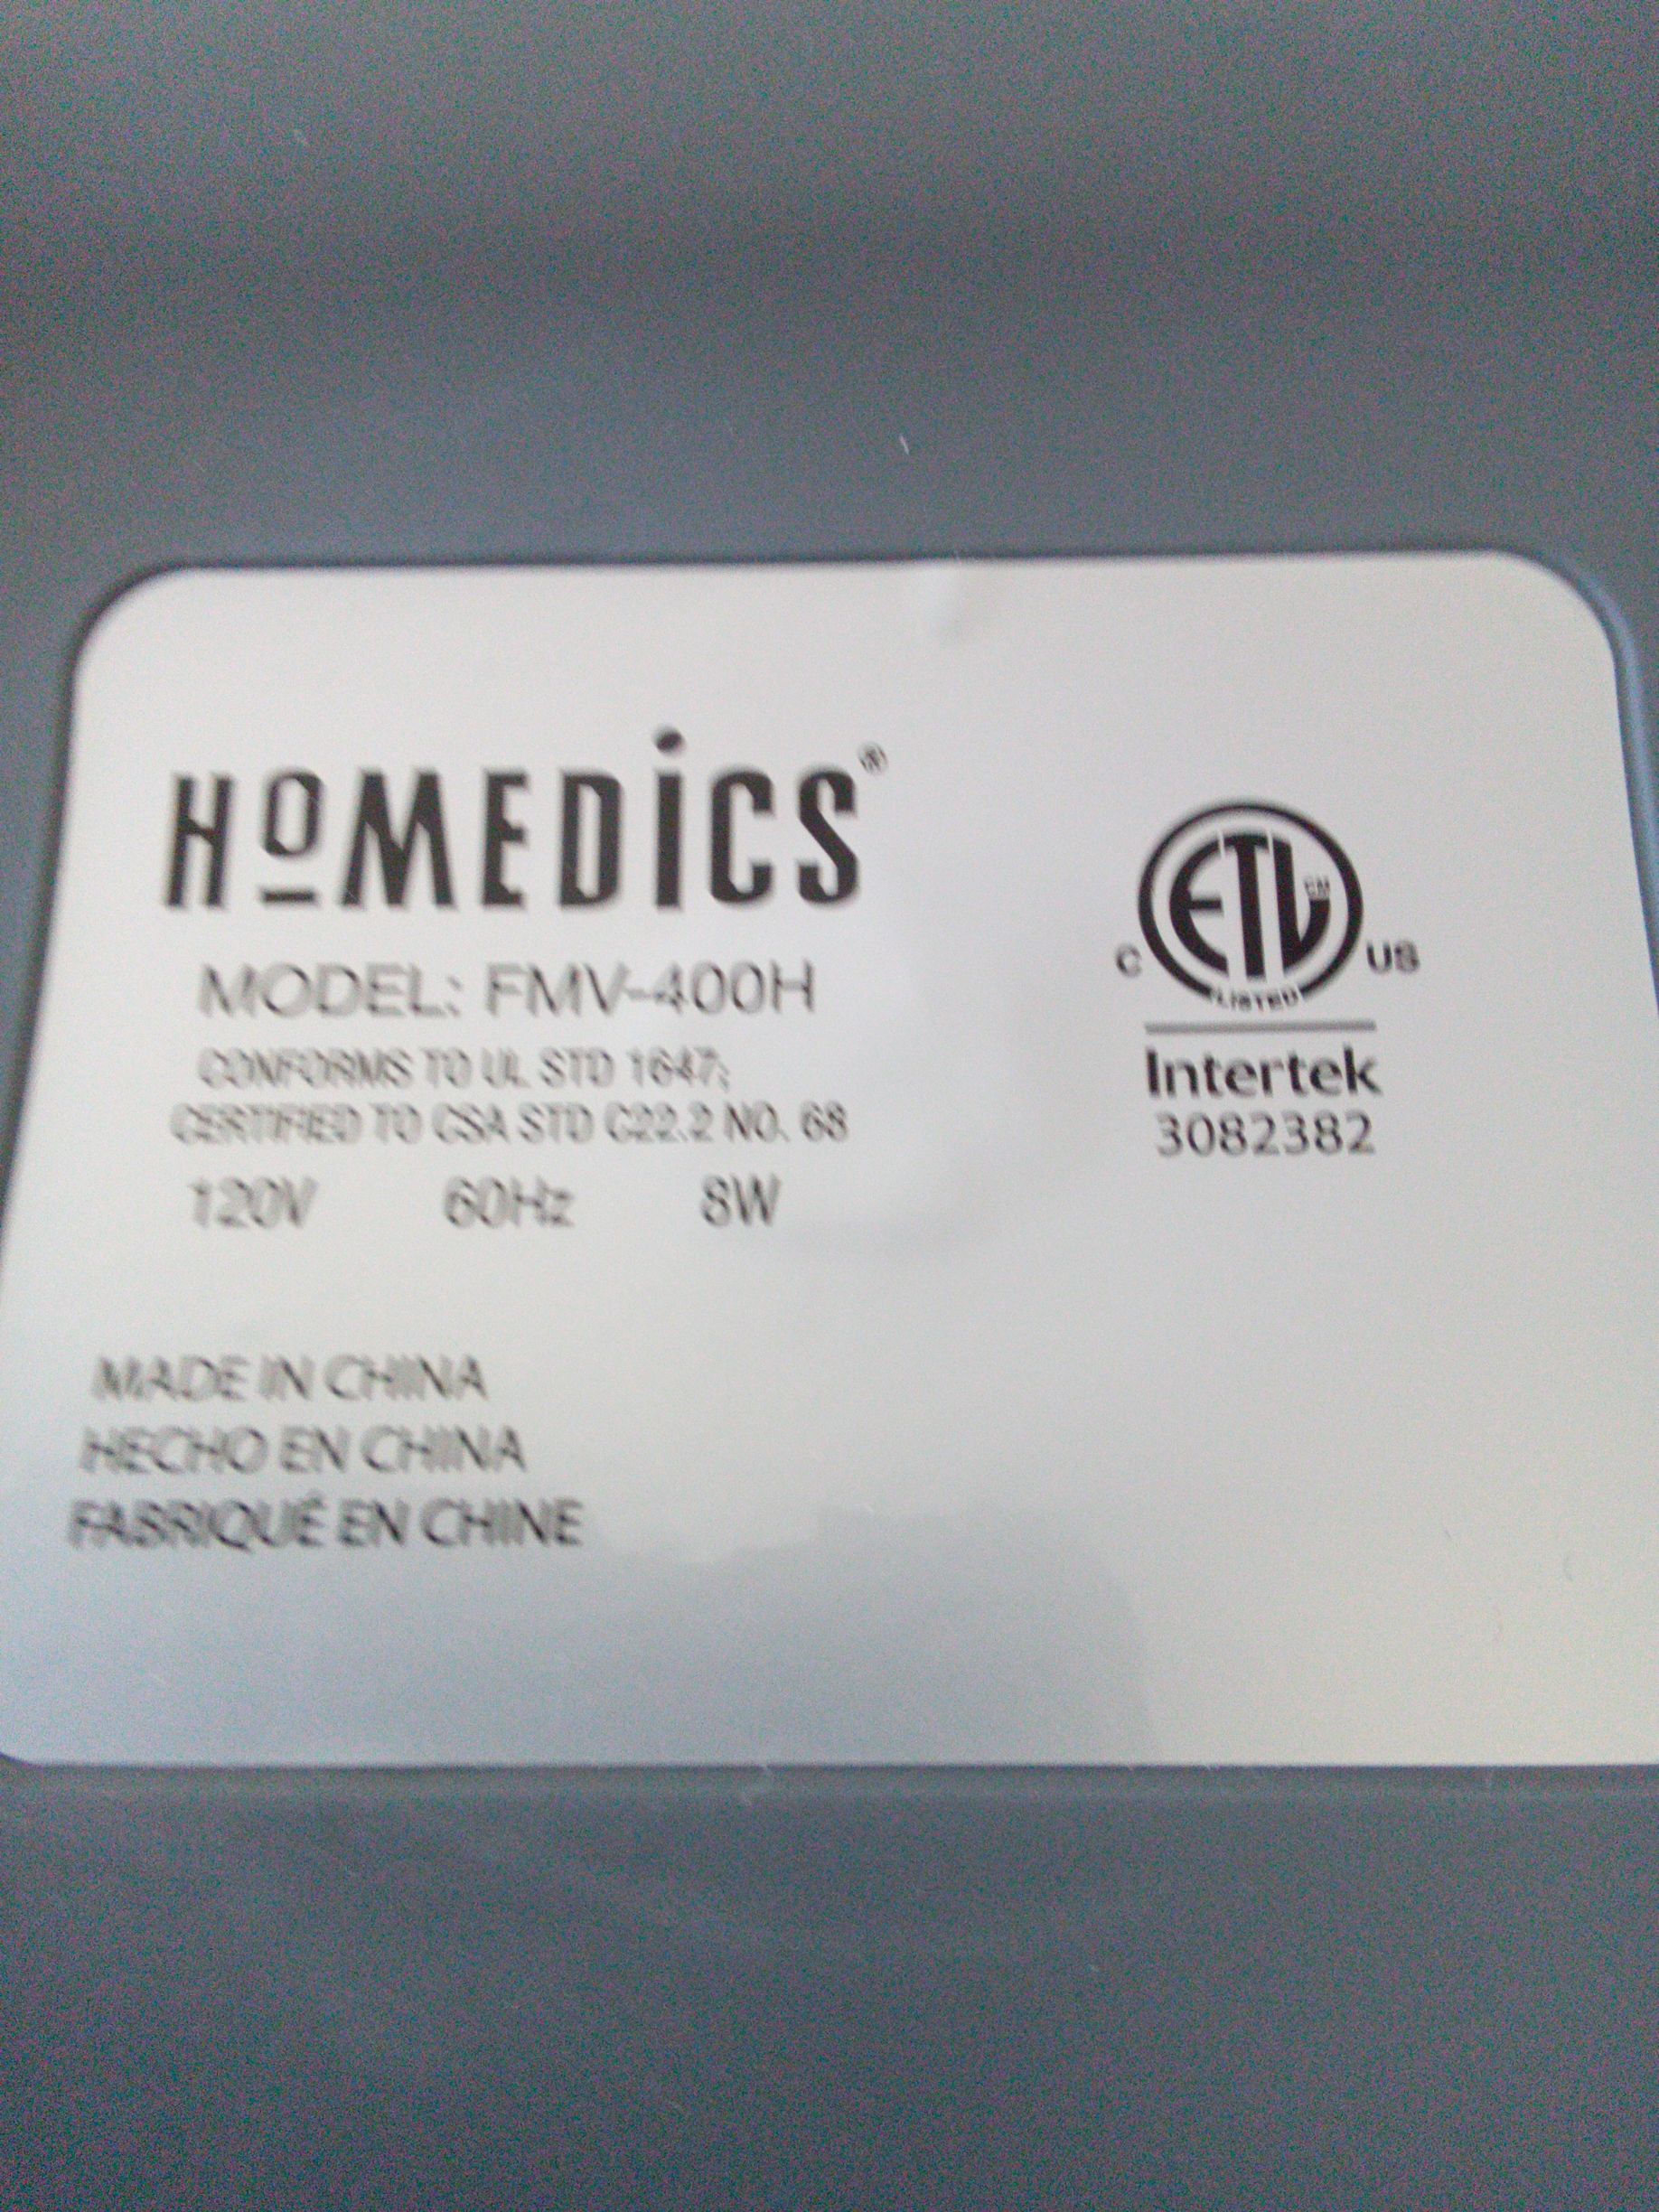 HoMEDiCS®
MODEL: FMV-400H
CONFORMS TO UL STD 1647;
CERTIFIED TO CSA STD C22.2 NO. 68
120V 60Hz 8W
MADE IN CHINA
HECHO EN CHINA
FABRIQUÉ EN CHINE
ETL CM
C US
LISTED
Intertek
3082382